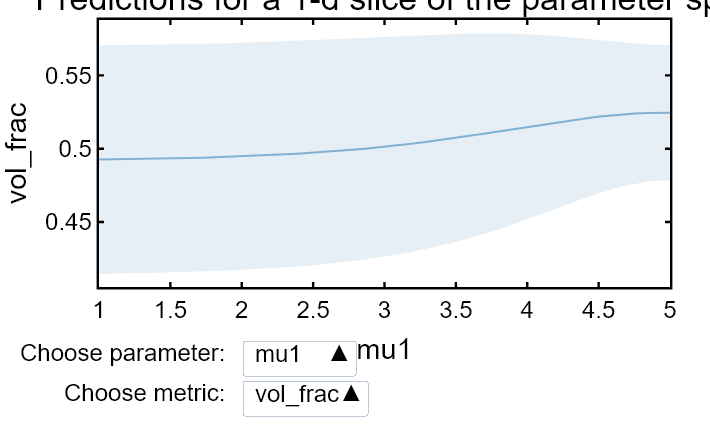 Predictions for a 1-d slice of the parameter sp
0.55
0.5
0.45
vol_frac
1 1.5 2 2.5 3 3.5 4 4.5 5
mu1
Choose parameter: mu1 ▲
Choose metric: vol_frac ▲